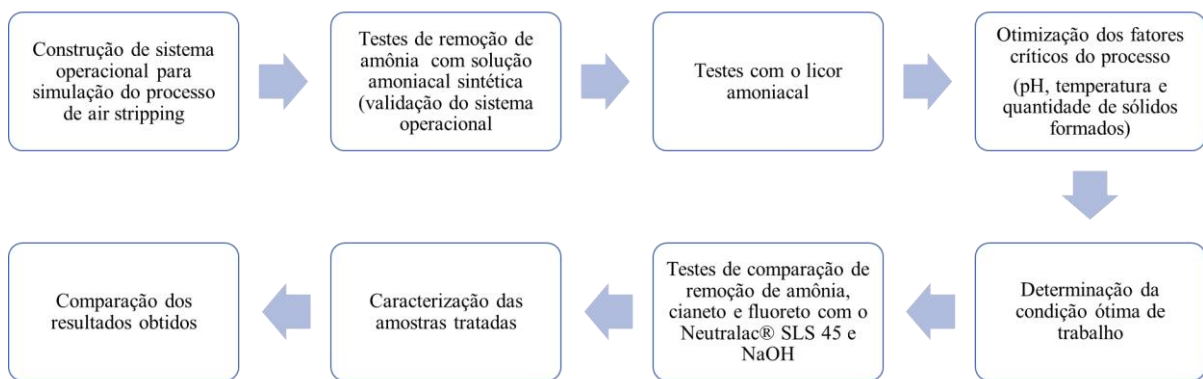 Construção de sistema
operacional para
simulação do processo
de air stripping
Testes de remoção de
amônia com solução
amoniacal sintética
(validação do sistema
operacional
Testes com o licor
amoniacal
Otimização dos fatores
críticos do processo
(pH, temperatura e
quantidade de sólidos
formados)
Determinação da
condição ótima de
trabalho
Testes de comparação de
remoção de amônia,
cianeto e fluoreto com o
Neutralac® SLS 45 e
NaOH
Caracterização das
amostras tratadas
Comparação dos
resultados obtidos